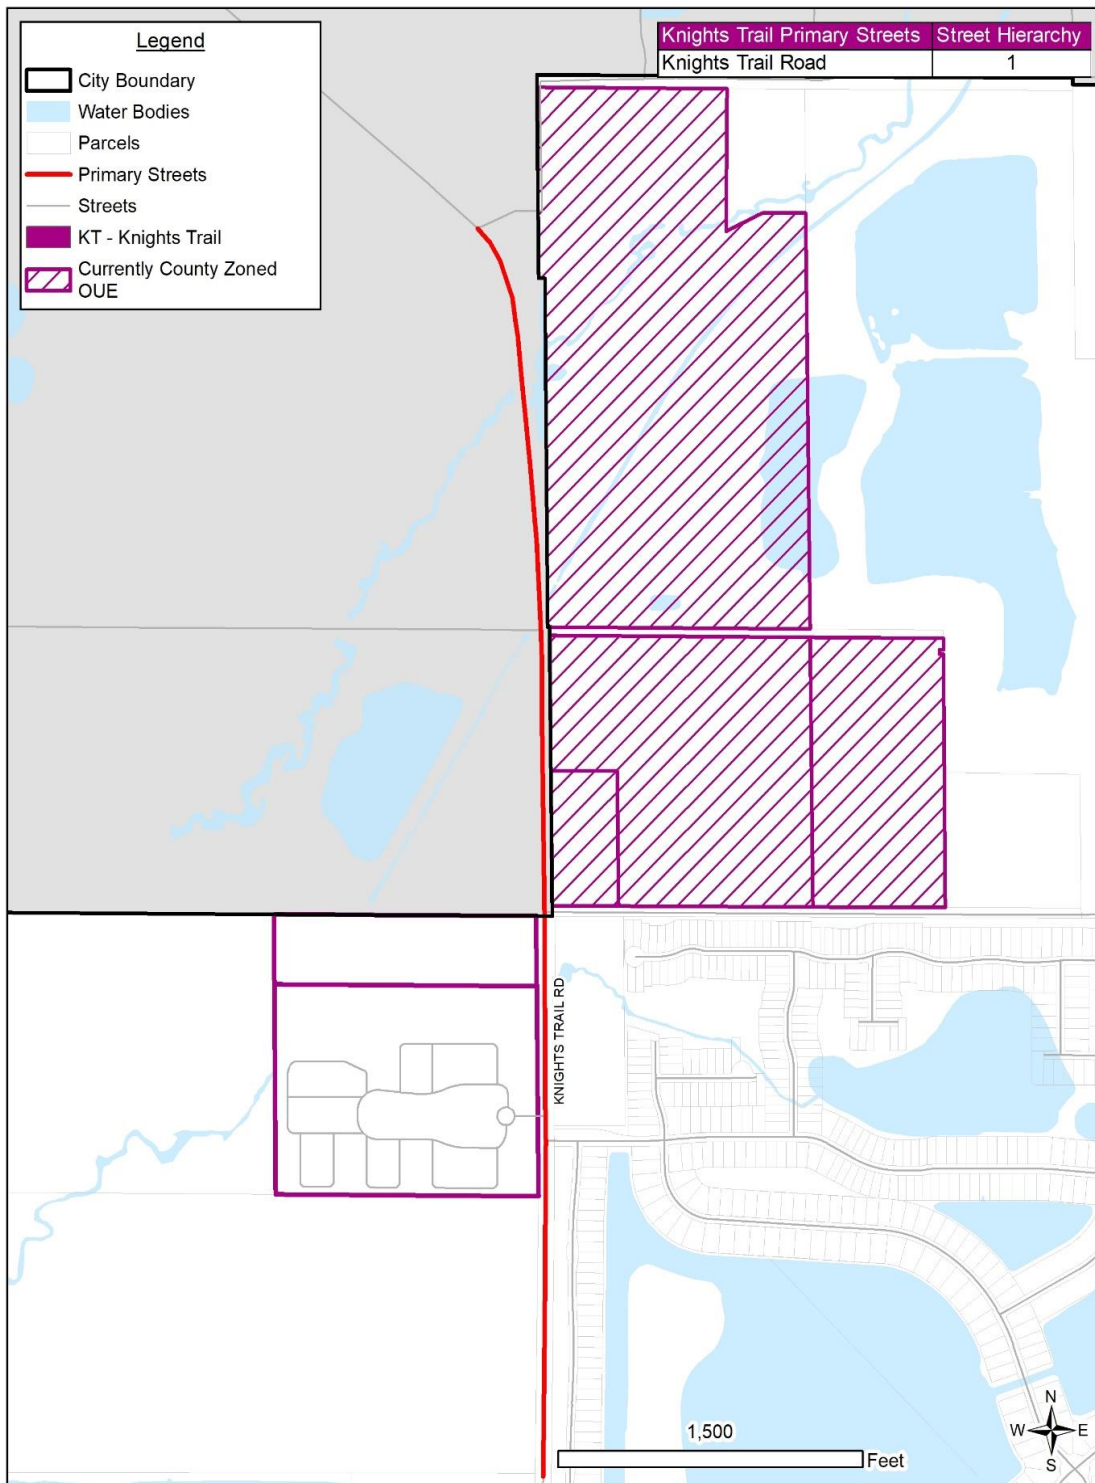 Legend
City Boundary
Water Bodies
Parcels
Primary Streets
Streets
KT - Knights Trail
Currently County Zoned
OUE
Knights Trail Primary Streets Street Hierarchy
Knights Trail Road 1
KNIGHTS TRAIL RD
1,500
Feet
N
W E
S